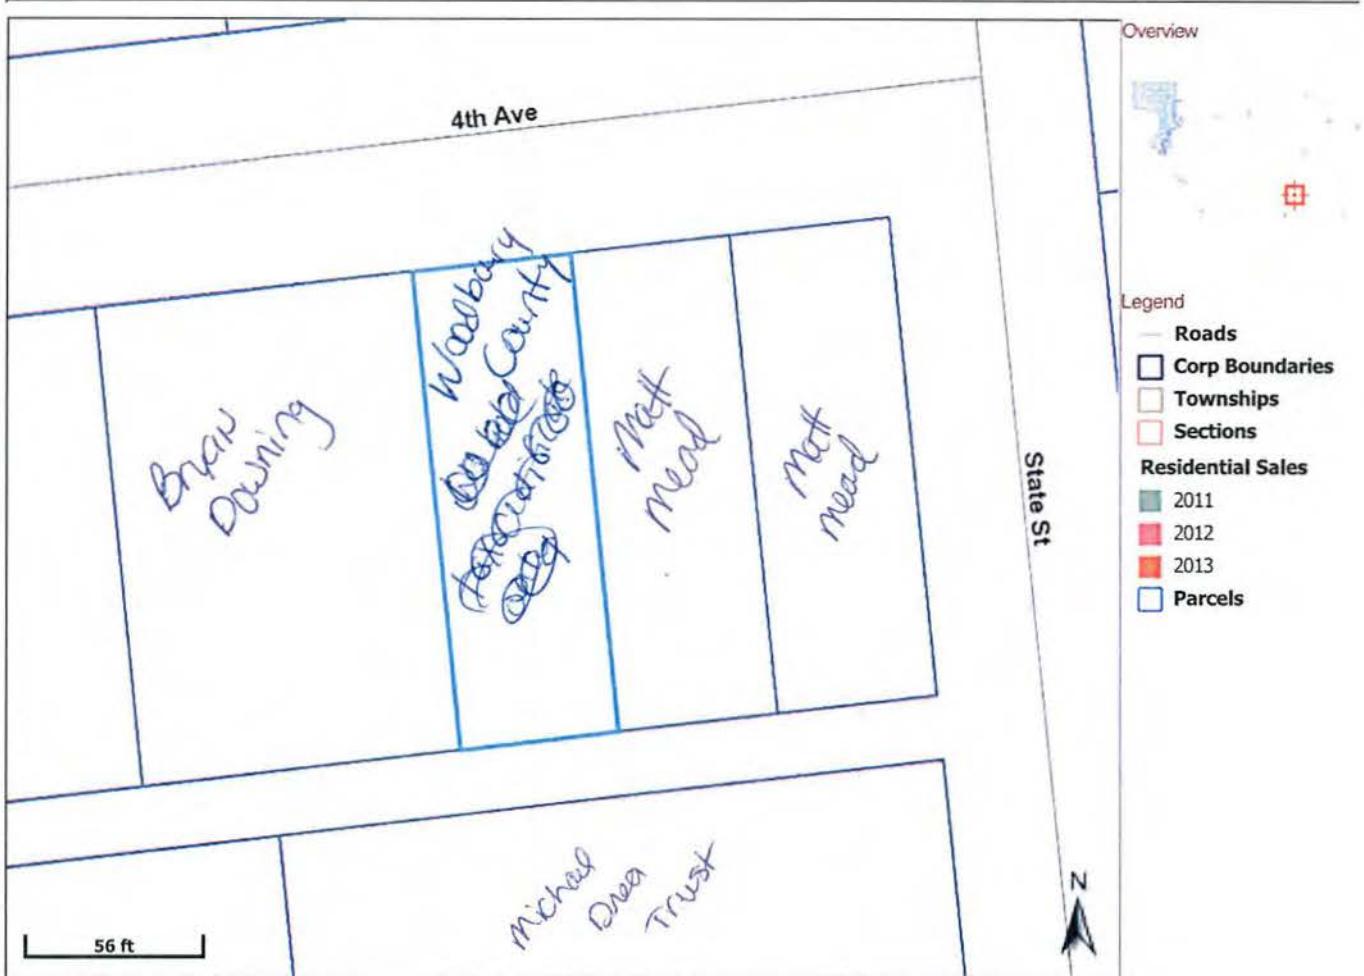 Overview
4th Ave
Woodbury
County
Bryan
Downing
Matt
Mead
Matt
Mead
State St
Michael
Drea
Trust
56 ft
N
Legend
Roads
Corp Boundaries
Townships
Sections
Residential Sales
2011
2012
2013
Parcels